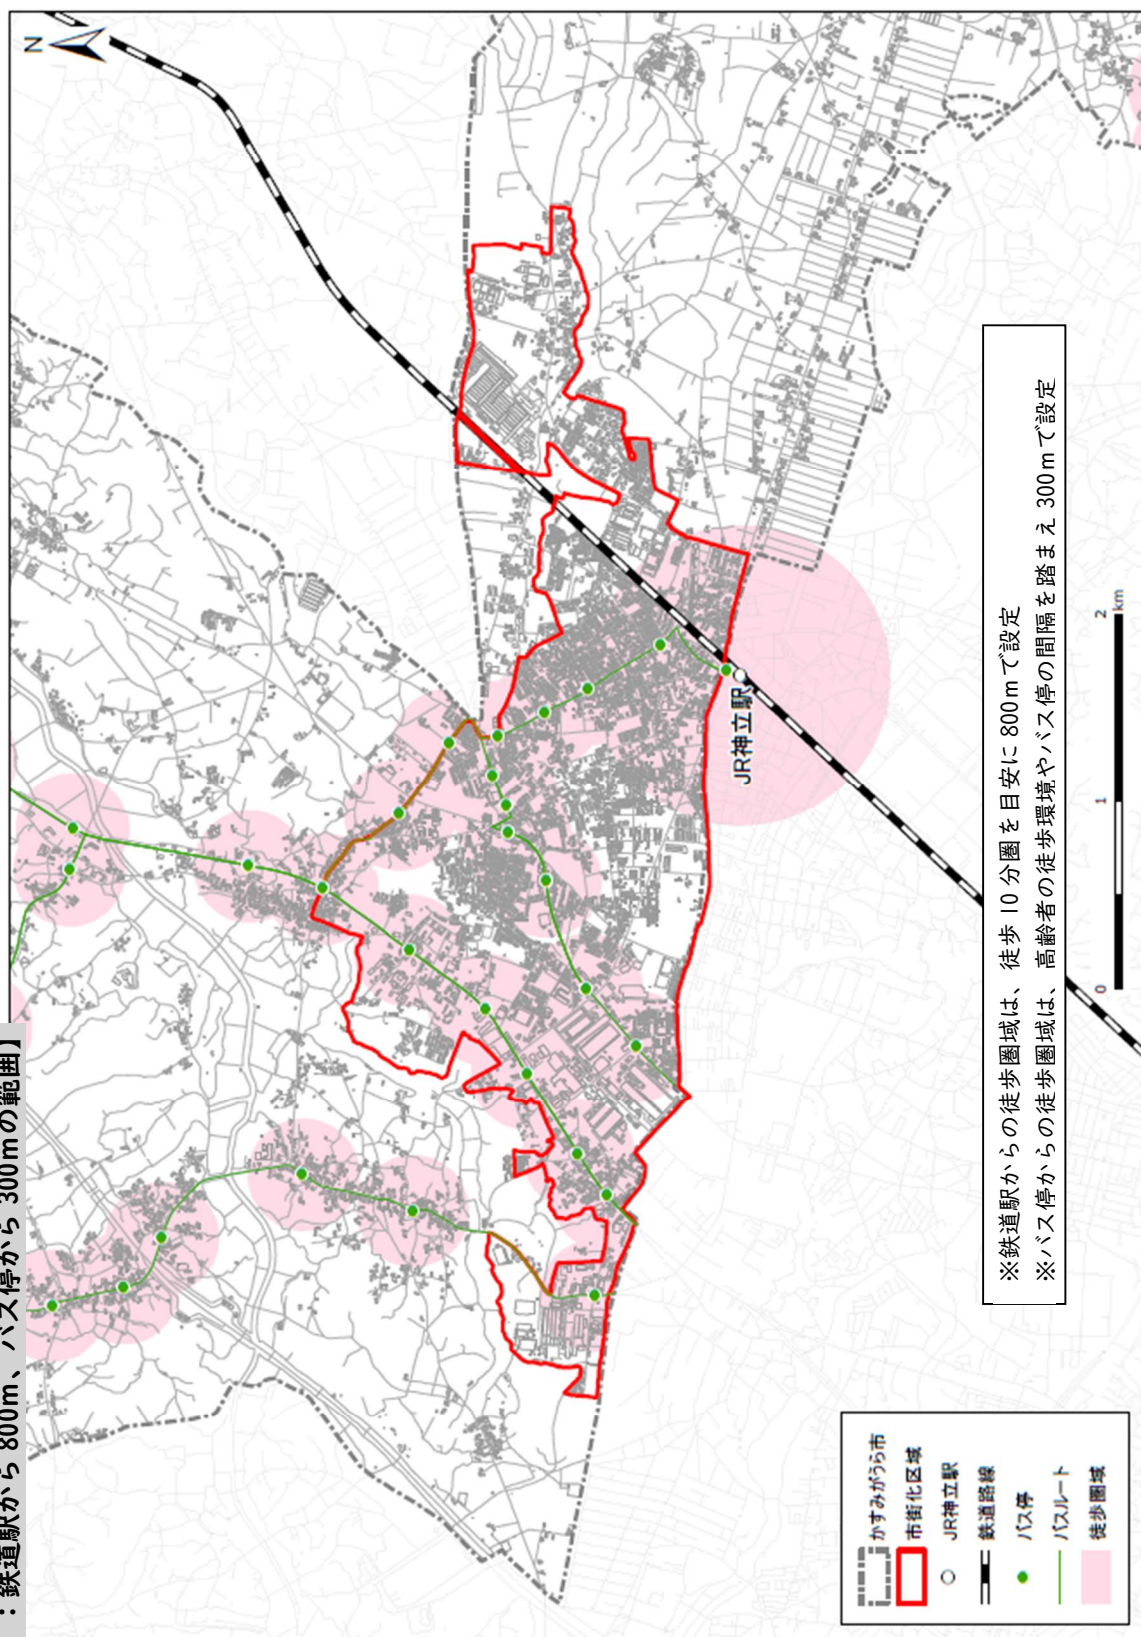 ：鉄道駅から 800m、バス停から 300mの範囲】
N
JR神立駅
※鉄道駅からの徒歩圏域は、徒歩 10 分圏を目安に 800mで設定
※バス停からの徒歩圏域は、高齢者の徒歩環境やバス停の間隔を踏まえ 300mで設定
0 1 2
km
かすみがうら市
市街化区域
JR神立駅
鉄道路線
バス停
バスルート
徒歩圏域